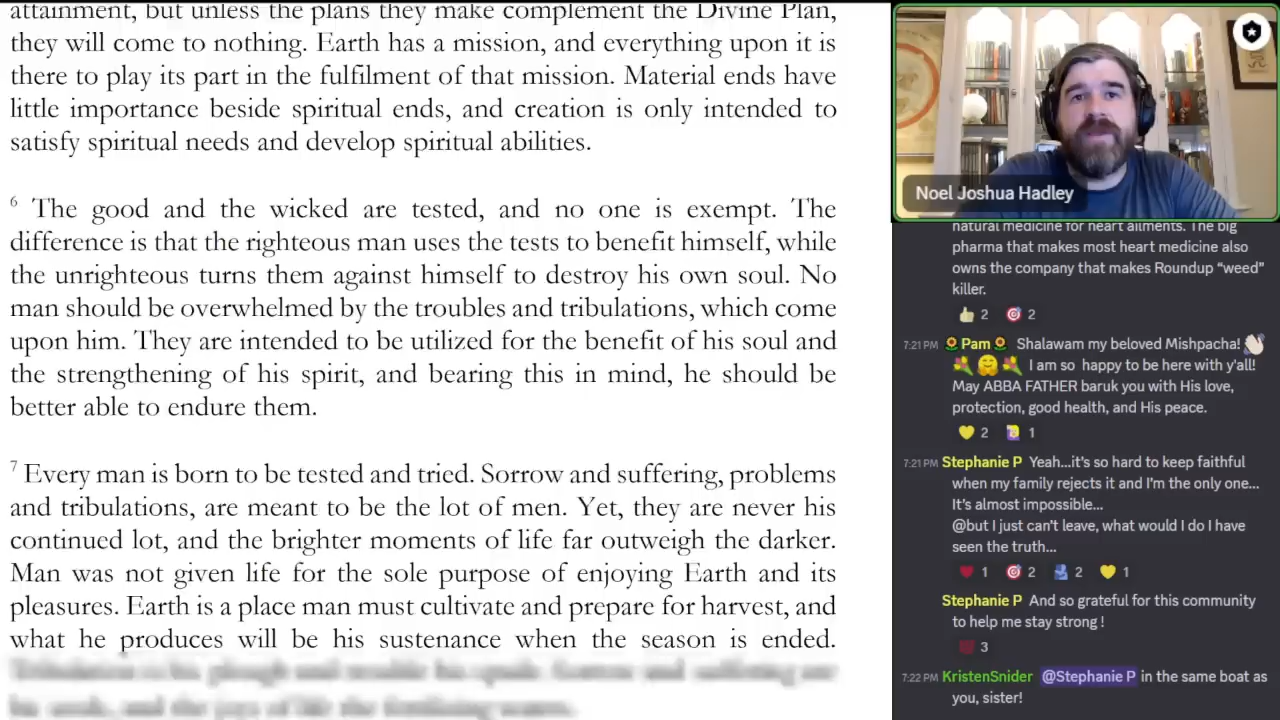 attainment, but unless the plans they make complement the Divine Plan,
they will come to nothing. Earth has a mission, and everything upon it is
there to play its part in the fulfilment of that mission. Material ends have
little importance beside spiritual ends, and creation is only intended to
satisfy spiritual needs and develop spiritual abilities.
6 The good and the wicked are tested, and no one is exempt. The
difference is that the righteous man uses the tests to benefit himself, while
the unrighteous turns them against himself to destroy his own soul. No
man should be overwhelmed by the troubles and tribulations, which come
upon him. They are intended to be utilized for the benefit of his soul and
the strengthening of his spirit, and bearing this in mind, he should be
better able to endure them.
7 Every man is born to be tested and tried. Sorrow and suffering, problems
and tribulations, are meant to be the lot of men. Yet, they are never his
continued lot, and the brighter moments of life far outweigh the darker.
Man was not given life for the sole purpose of enjoying Earth and its
pleasures. Earth is a place man must cultivate and prepare for harvest, and
what he produces will be his sustenance when the season is ended.
Noel Joshua Hadley
natural medicine for heart ailments. The big
pharma that makes most heart medicine also
owns the company that makes Roundup “weed”
killer.
2 2
7:21 PM Pam Shalawam my beloved Mishpacha!
I am so happy to be here with y'all!
May ABBA FATHER baruk you with His love,
protection, good health, and His peace.
2 1
7:21 PM Stephanie P Yeah...it's so hard to keep faithful
when my family rejects it and I'm the only one...
It's almost impossible...
@but I just can't leave, what would I do I have
seen the truth...
1 2 2 1
Stephanie P And so grateful for this community
to help me stay strong !
3
7:22 PM KristenSnider @Stephanie P in the same boat as
you, sister!